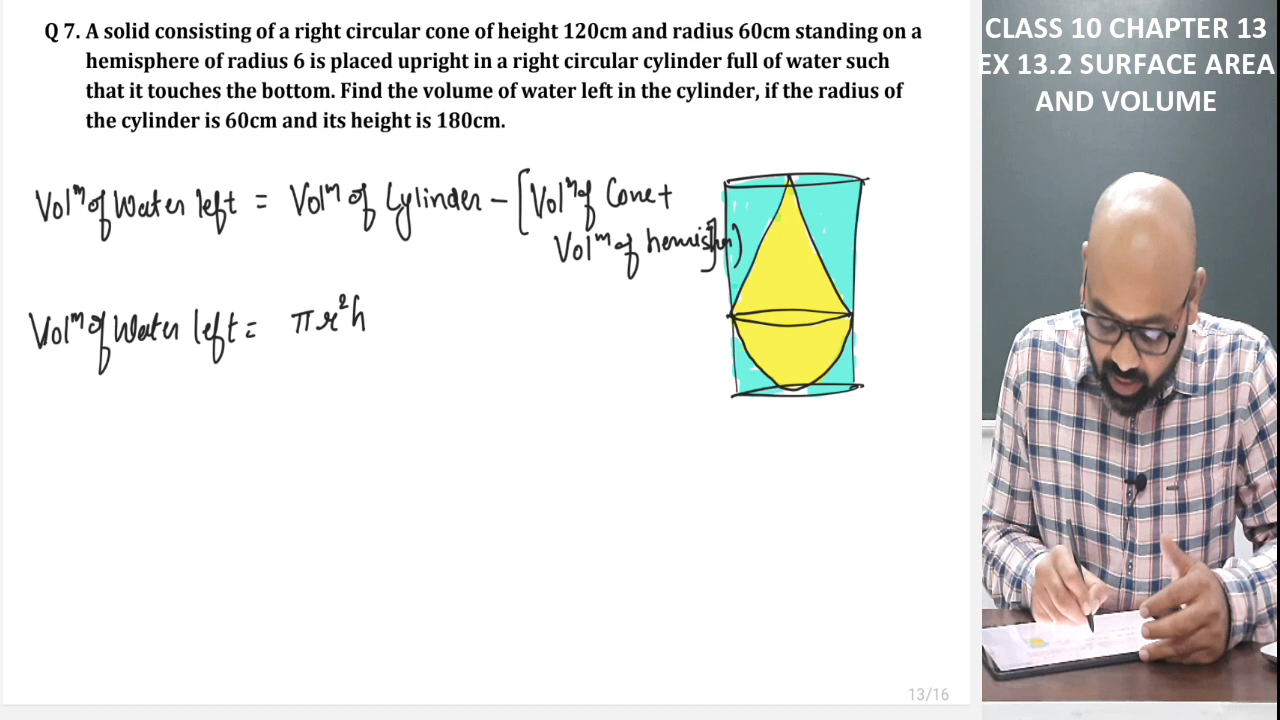 Q 7. A solid consisting of a right circular cone of height 120cm and radius 60cm standing on a
hemisphere of radius 6 is placed upright in a right circular cylinder full of water such
that it touches the bottom. Find the volume of water left in the cylinder, if the radius of
the cylinder is 60cm and its height is 180cm.
CLASS 10 CHAPTER 13
EX 13.2 SURFACE AREA
AND VOLUME
Volᵐ of Water left = Volᵐ of Cylinder - [Volᵐ of Cone +
Volᵐ of
Volᵐ of Water left = πr²h
13/16